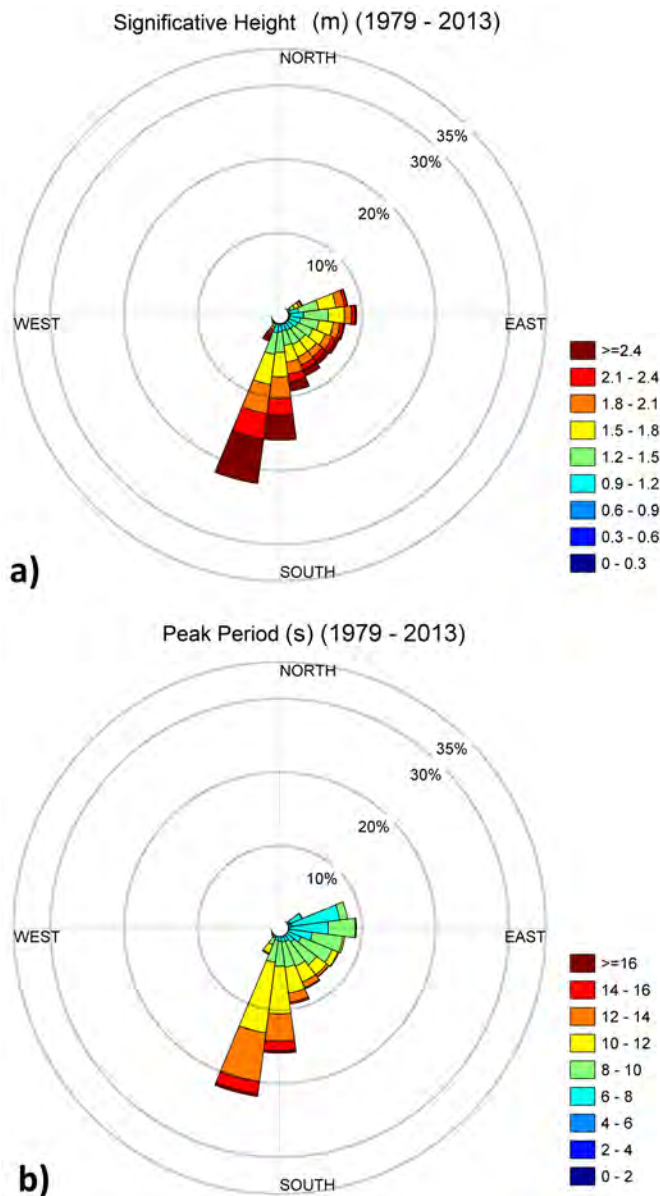 Significative Height (m) (1979 - 2013)
NORTH
35%
30%
20%
10%
WEST
EAST
SOUTH
>=2.4
2.1 - 2.4
1.8 - 2.1
1.5 - 1.8
1.2 - 1.5
0.9 - 1.2
0.6 - 0.9
0.3 - 0.6
0 - 0.3
a)
Peak Period (s) (1979 - 2013)
NORTH
35%
30%
20%
10%
WEST
EAST
SOUTH
>=16
14 - 16
12 - 14
10 - 12
8 - 10
6 - 8
4 - 6
2 - 4
0 - 2
b)